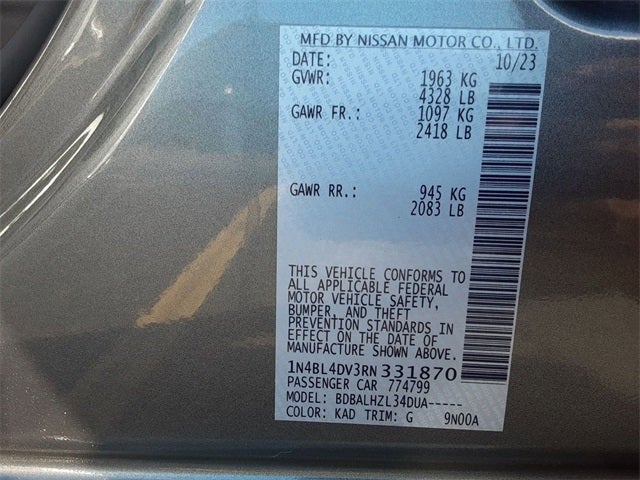 MFD BY NISSAN MOTOR CO., LTD.
DATE: 10/23
GVWR: 1963 KG
4328 LB
GAWR FR.: 1097 KG
2418 LB
GAWR RR.: 945 KG
2083 LB
THIS VEHICLE CONFORMS TO
ALL APPLICABLE FEDERAL
MOTOR VEHICLE SAFETY,
BUMPER, AND THEFT
PREVENTION STANDARDS IN
EFFECT ON THE DATE OF
MANUFACTURE SHOWN ABOVE.
1N4BL4DV3RN331870
PASSENGER CAR 774799
MODEL: BDBALHZL34DUA-----
COLOR: KAD TRIM: G 9N00A